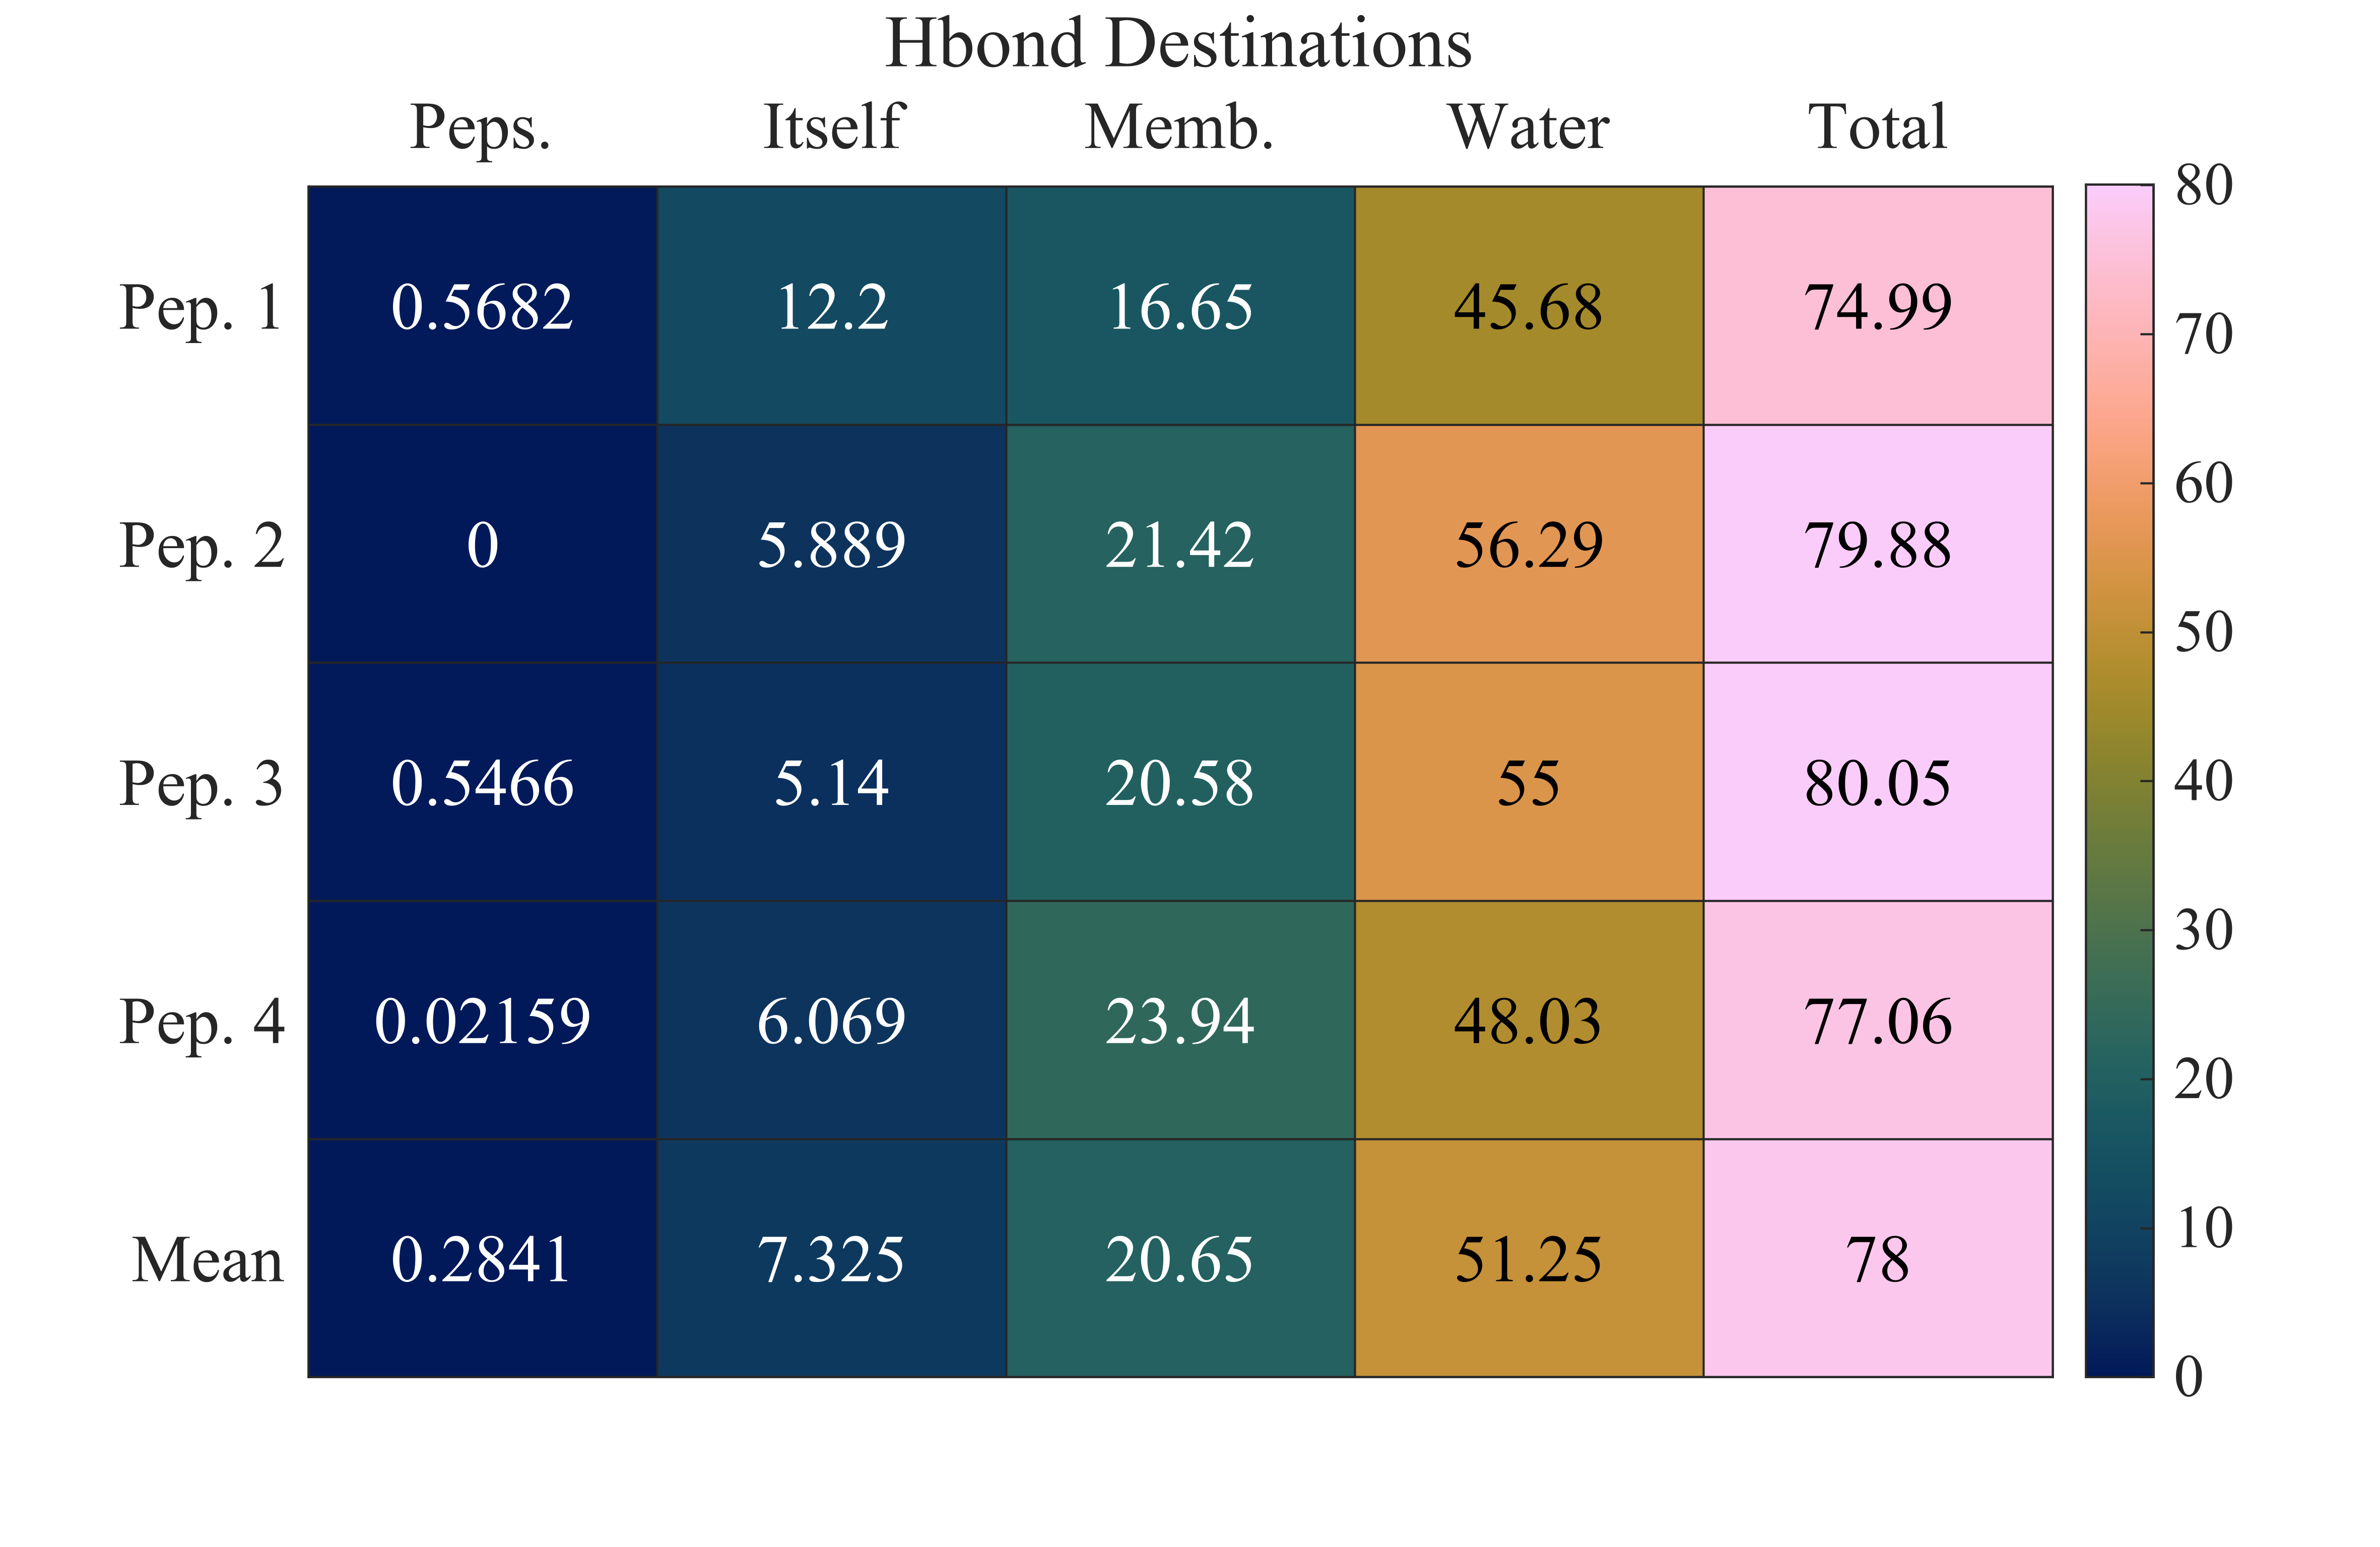 Hbond Destinations
Peps. Itself Memb. Water Total
Pep. 1 0.5682 12.2 16.65 45.68 74.99
Pep. 2 0 5.889 21.42 56.29 79.88
Pep. 3 0.5466 5.14 20.58 55 80.05
Pep. 4 0.02159 6.069 23.94 48.03 77.06
Mean 0.2841 7.325 20.65 51.25 78
80
70
60
50
40
30
20
10
0